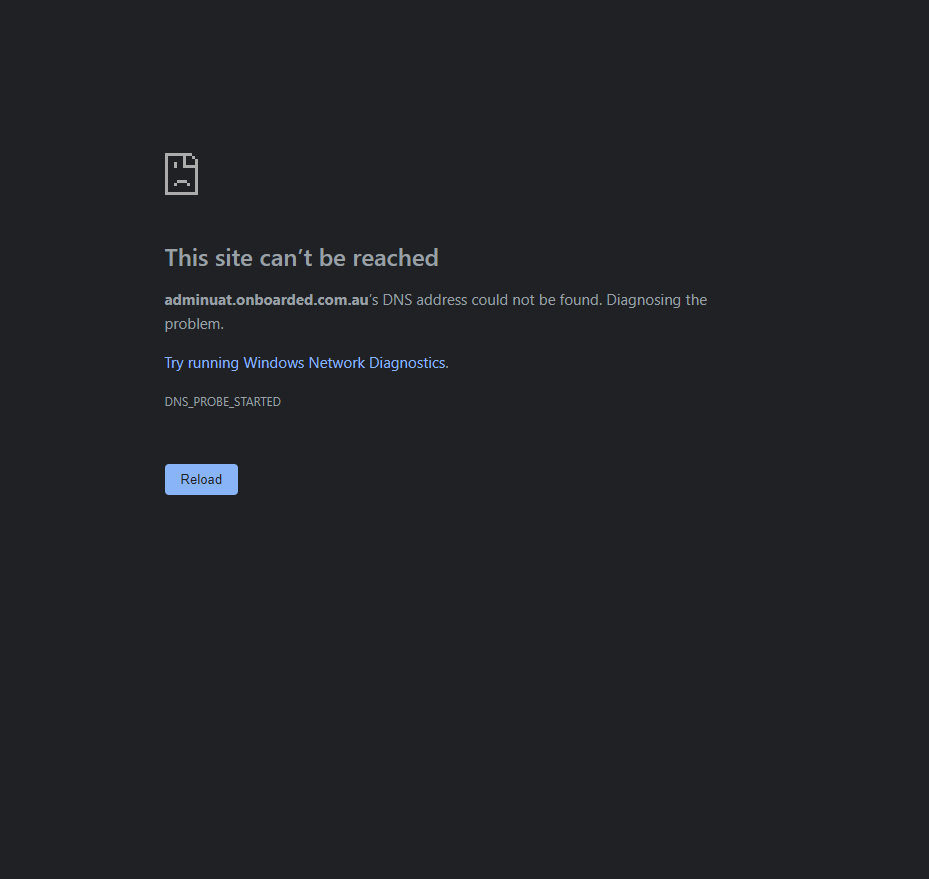 This site can’t be reached
adminuat.onboarded.com.au’s DNS address could not be found. Diagnosing the
problem.
Try running Windows Network Diagnostics.
DNS_PROBE_STARTED
Reload